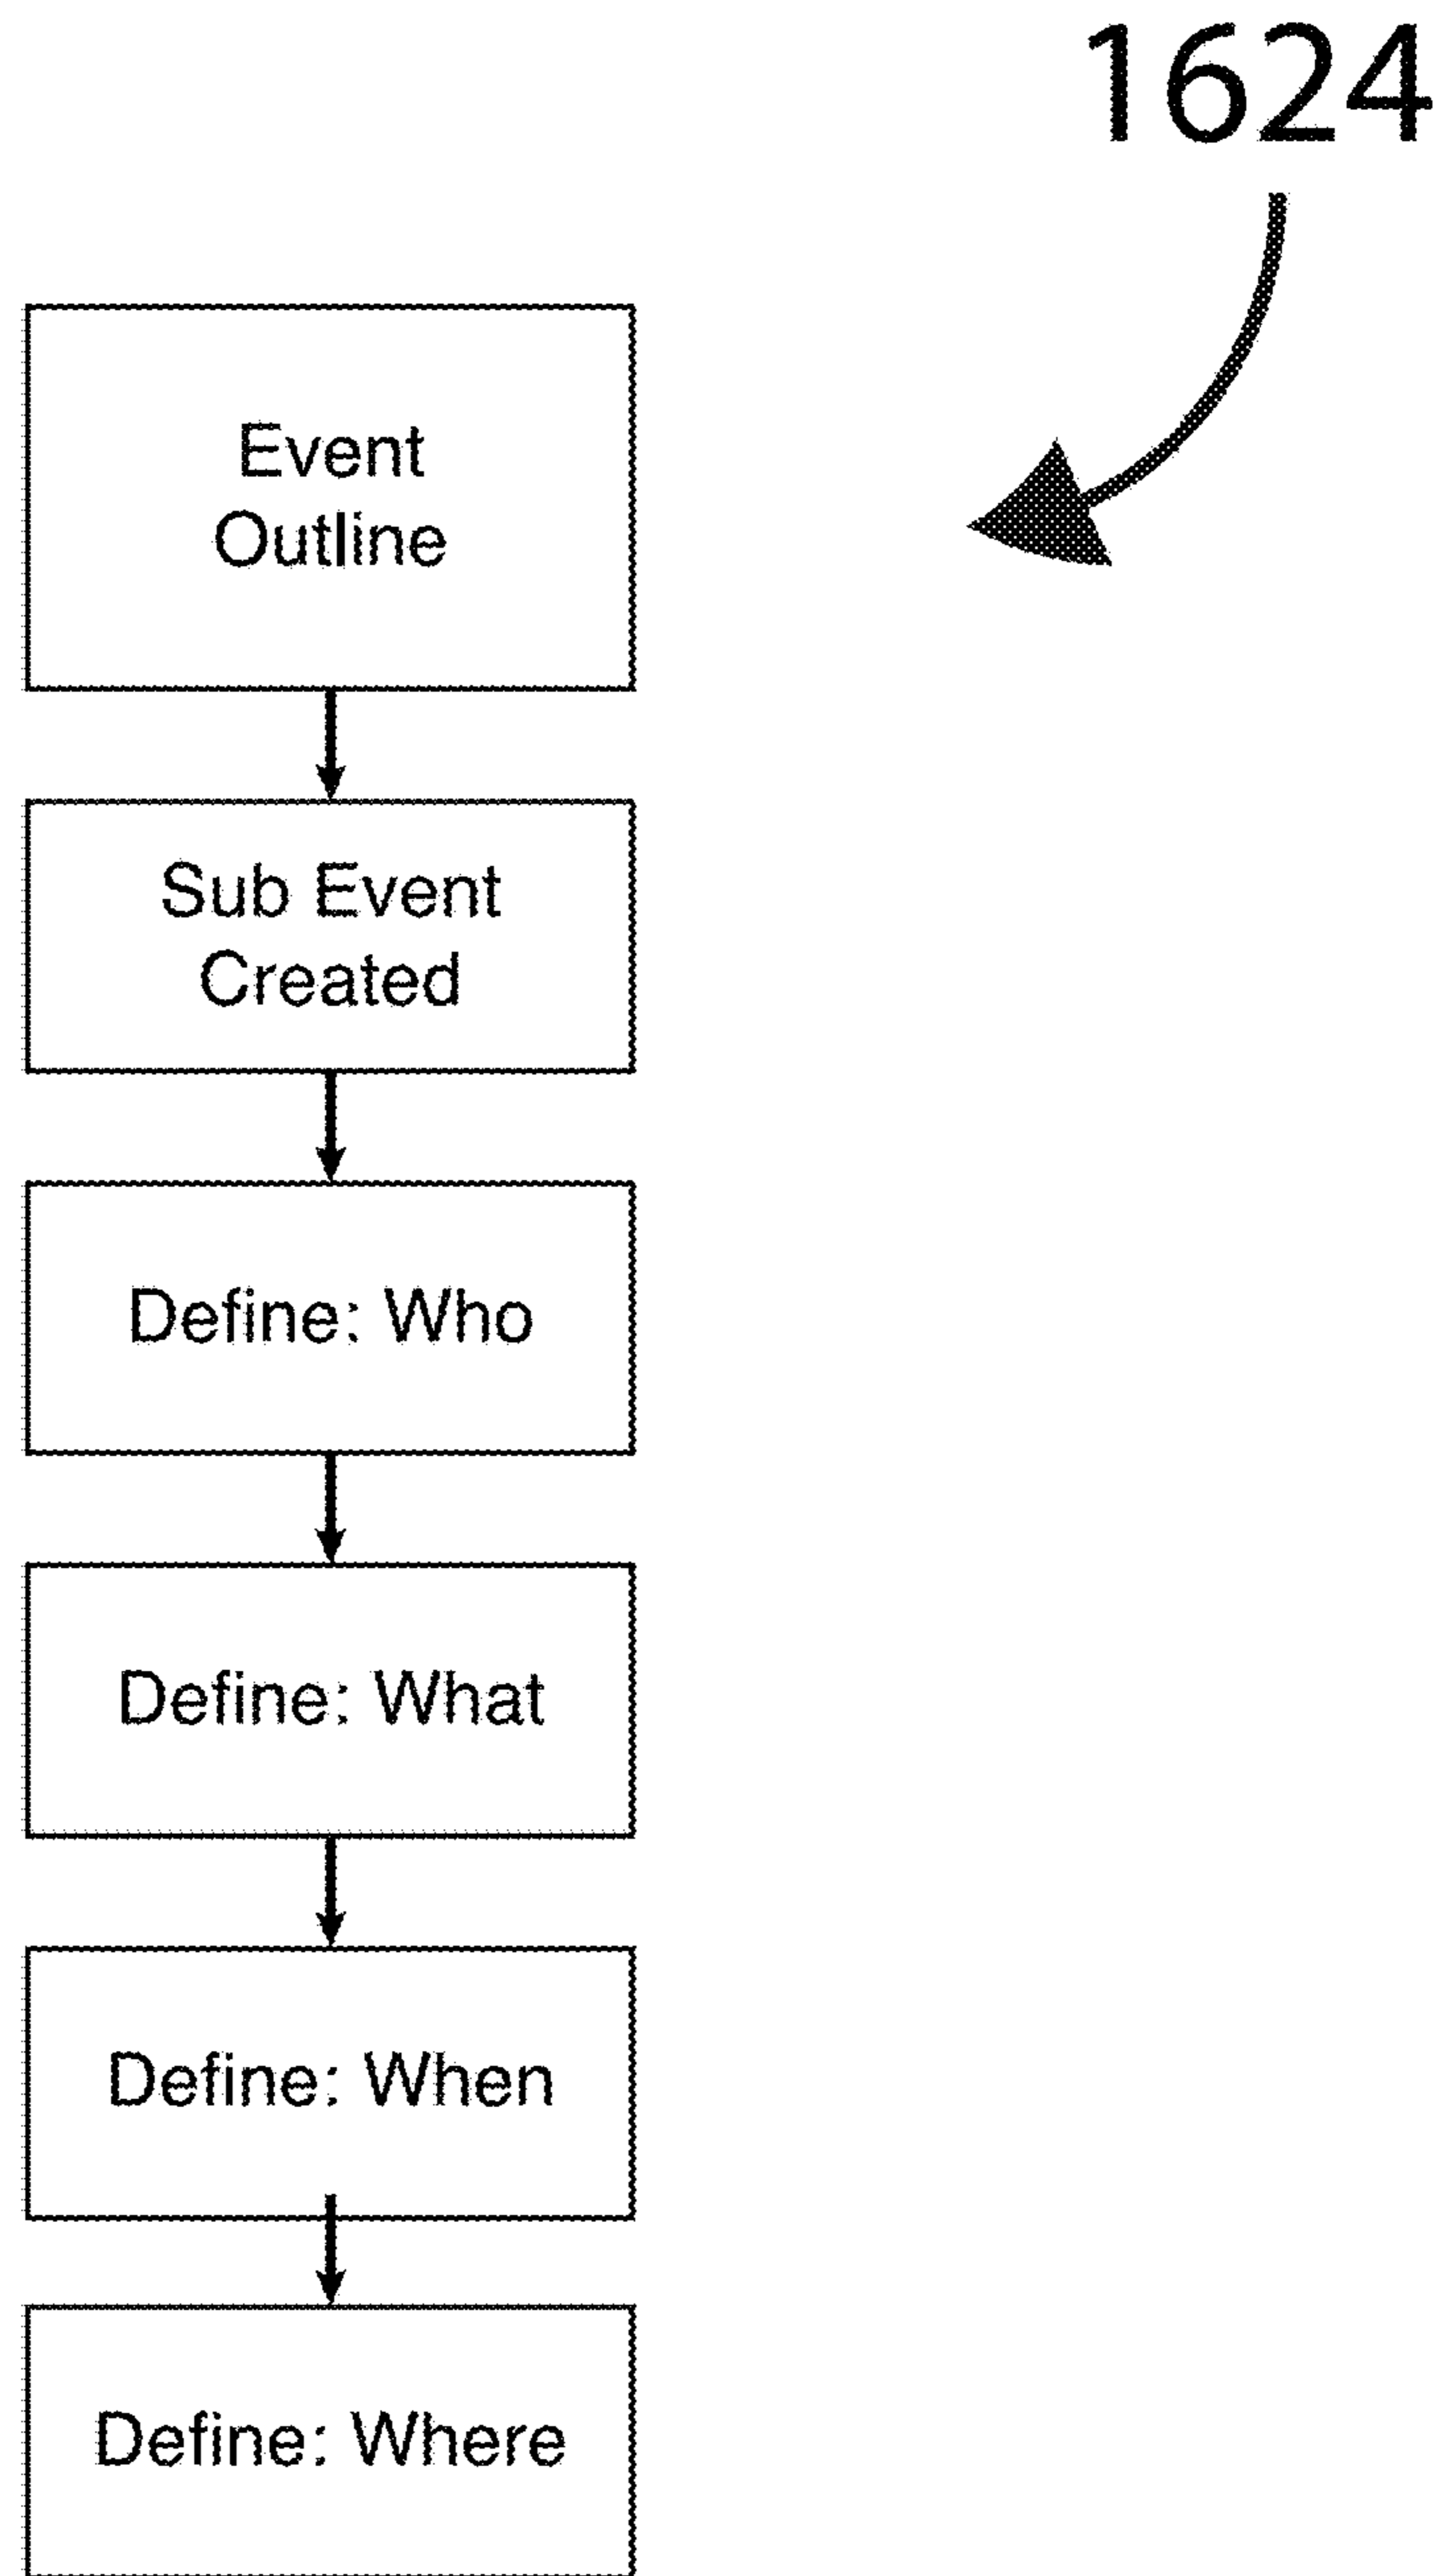 1624
Event
Outline
Sub Event
Created
Define: Who
Define: What
Define: When
Define: Where